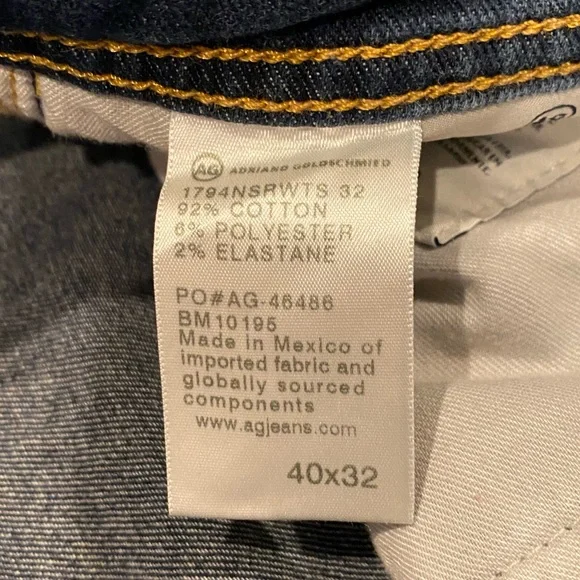 AG ADRIANO GOLDSCHMIED
1794NSRWTS 32
92% COTTON
6% POLYESTER
2% ELASTANE
PO#AG-46486
BM10195
Made in Mexico of
imported fabric and
globally sourced
components
www.agjeans.com
40x32